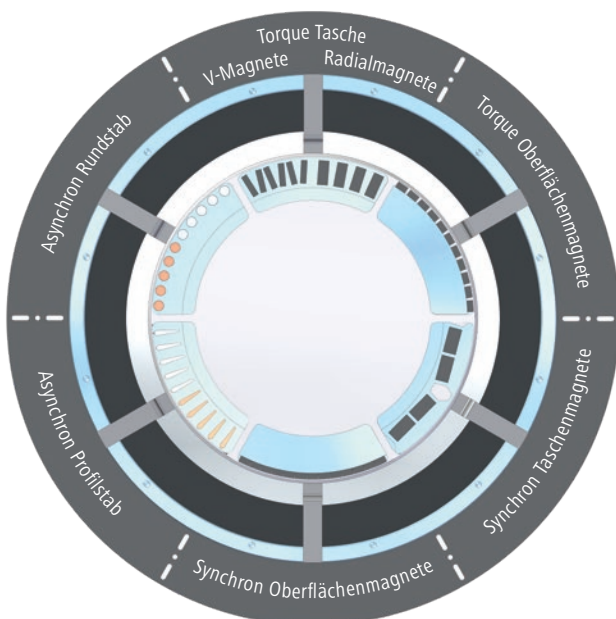 Torque Tasche
V-Magnete
Radialmagnete
Torque Oberflächenmagnete
Synchron Taschenmagnete
Synchron Oberflächenmagnete
Asynchron Profilstab
Asynchron Rundstab